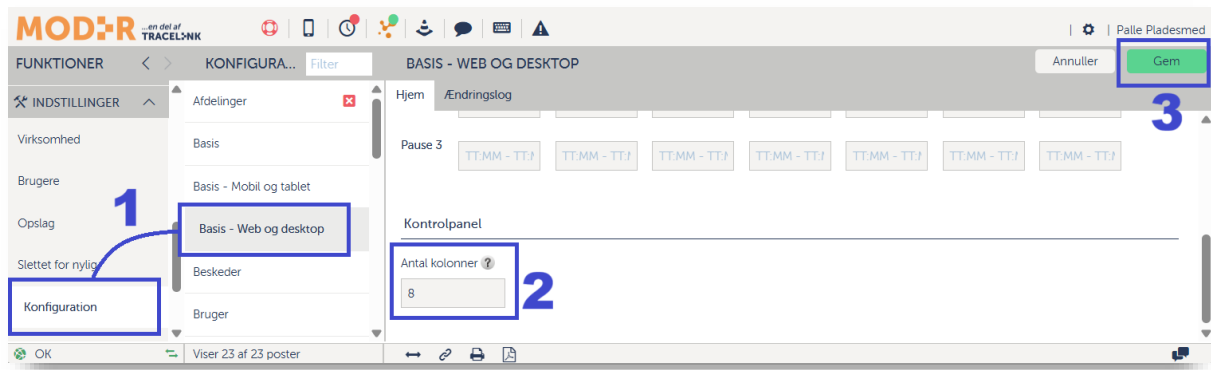 MOD:R ...en del af
TRACEL:NK
Palle Pladesmed
FUNKTIONER
KONFIGURA...
Filter
BASIS - WEB OG DESKTOP
Annuller
Gem
3
INDSTILLINGER
Virksomhed
Brugere
Opslag
Slettet for nylig
Konfiguration
1
Afdelinger
Basis
Basis - Mobil og tablet
Basis - Web og desktop
Beskeder
Bruger
Hjem
Ændringslog
Pause 3
TT:MM - TT:M
TT:MM - TT:M
TT:MM - TT:M
TT:MM - TT:M
TT:MM - TT:M
TT:MM - TT:M
TT:MM - TT:M
Kontrolpanel
Antal kolonner ?
8
2
OK
Viser 23 af 23 poster